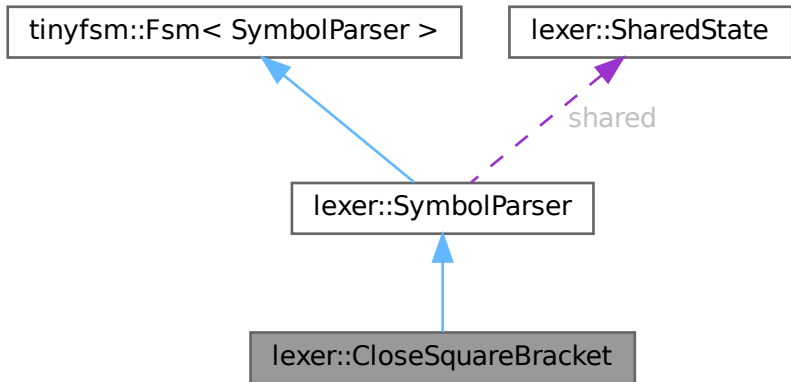 tinyfsm::Fsm< SymbolParser >
lexer::SharedState
shared
lexer::SymbolParser
lexer::CloseSquareBracket